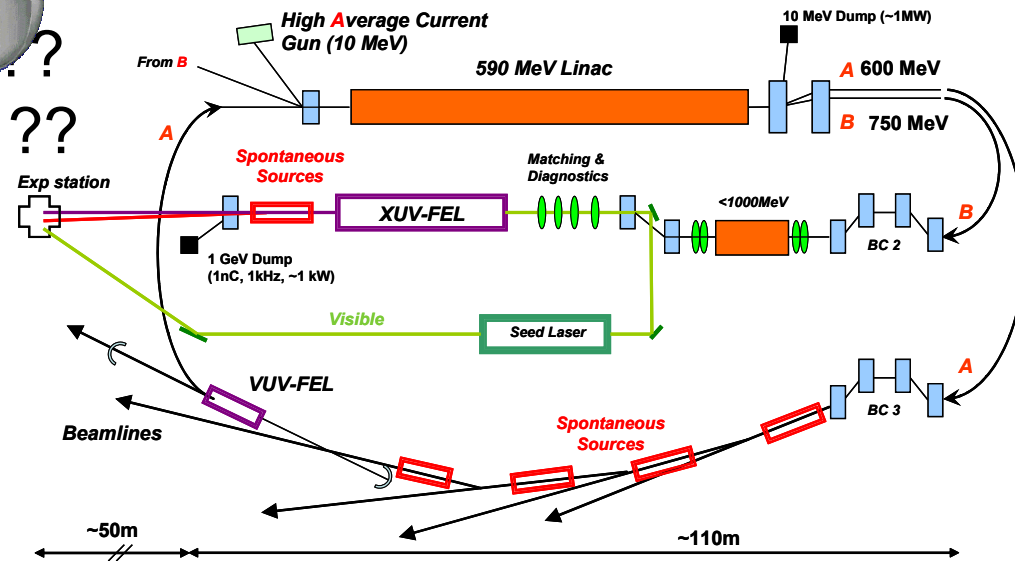 ??
??
High Average Current
Gun (10 MeV)
10 MeV Dump (~1MW)
From B
590 MeV Linac
A 600 MeV
B 750 MeV
A
Exp station
Spontaneous
Sources
XUV-FEL
Matching &
Diagnostics
<1000MeV
B
BC 2
1 GeV Dump
(1nC, 1kHz, ~1 kW)
Visible
Seed Laser
A
BC 3
VUV-FEL
Beamlines
Spontaneous
Sources
~50m
~110m